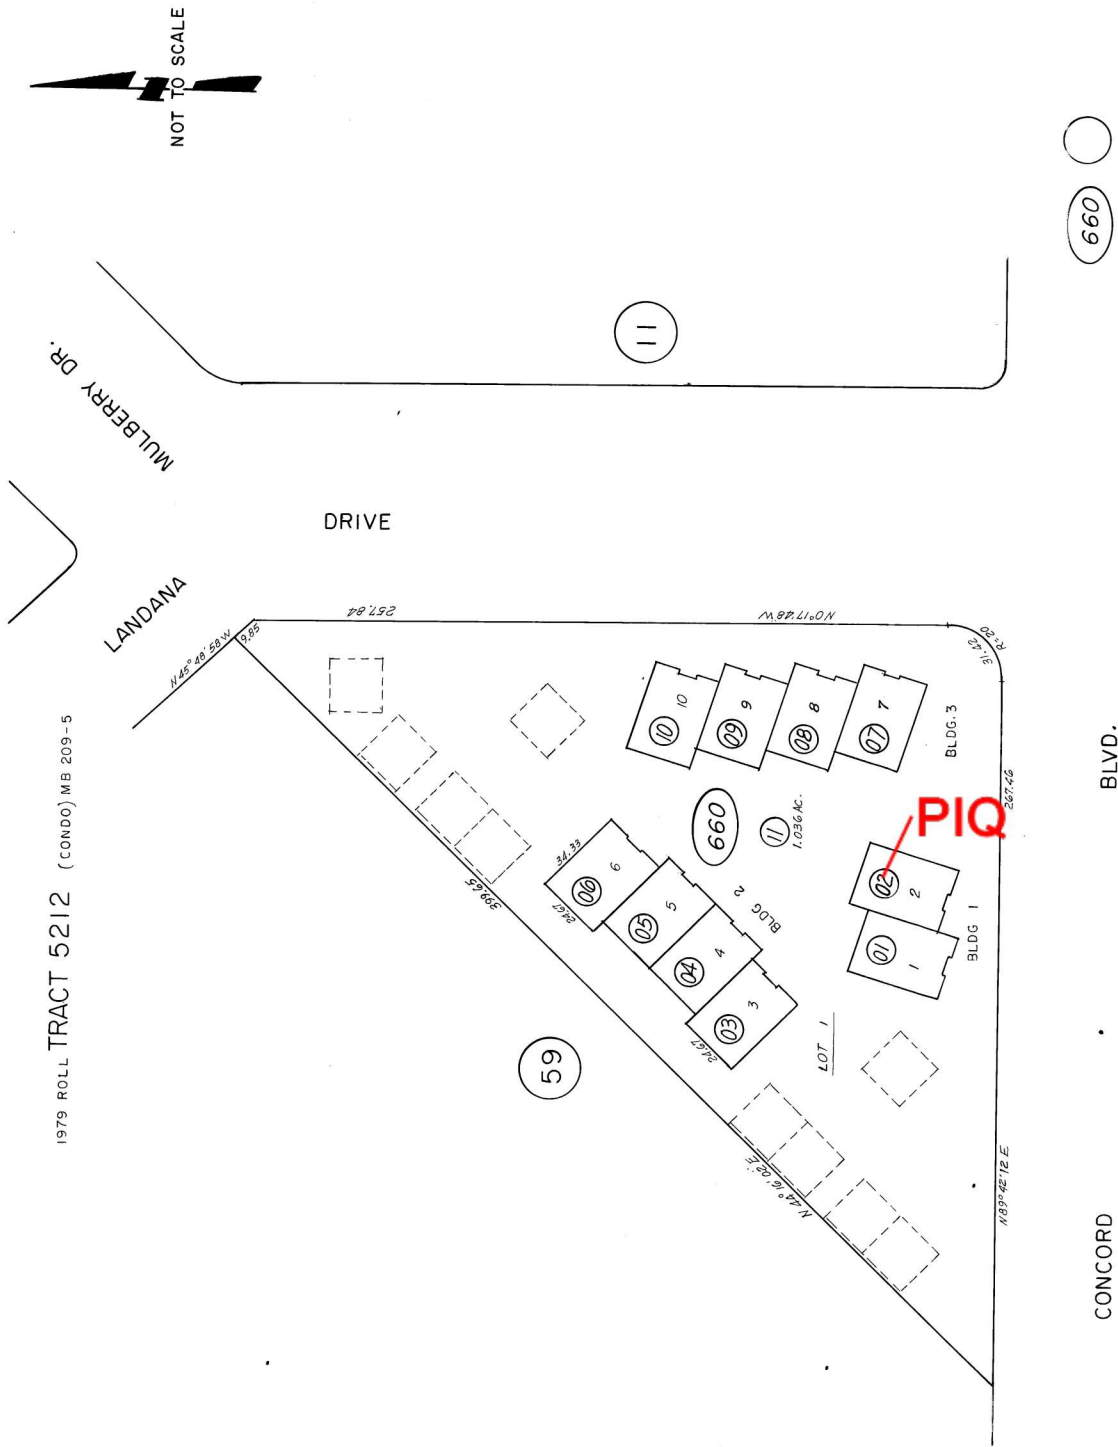 1979 ROLL TRACT 5212 (CONDO) MB 209-5
NOT TO SCALE
MULBERRY DR.
LANDANA
DRIVE
N 45° 48' 58 W
9.85
257.84
N0°17'48"W
R=20
31.42
267.46
N89°42'12 E
N 44° 16' 02" E
399.65
11
59
660
11
1.036 AC.
10
10
09
9
08
8
07
7
BLDG. 3
34.33
24.67
06
6
05
5
04
4
03
3
24.67
BLDG 2
LOT 1
01
1
02
2
BLDG 1
PIQ
CONCORD BLVD.
660